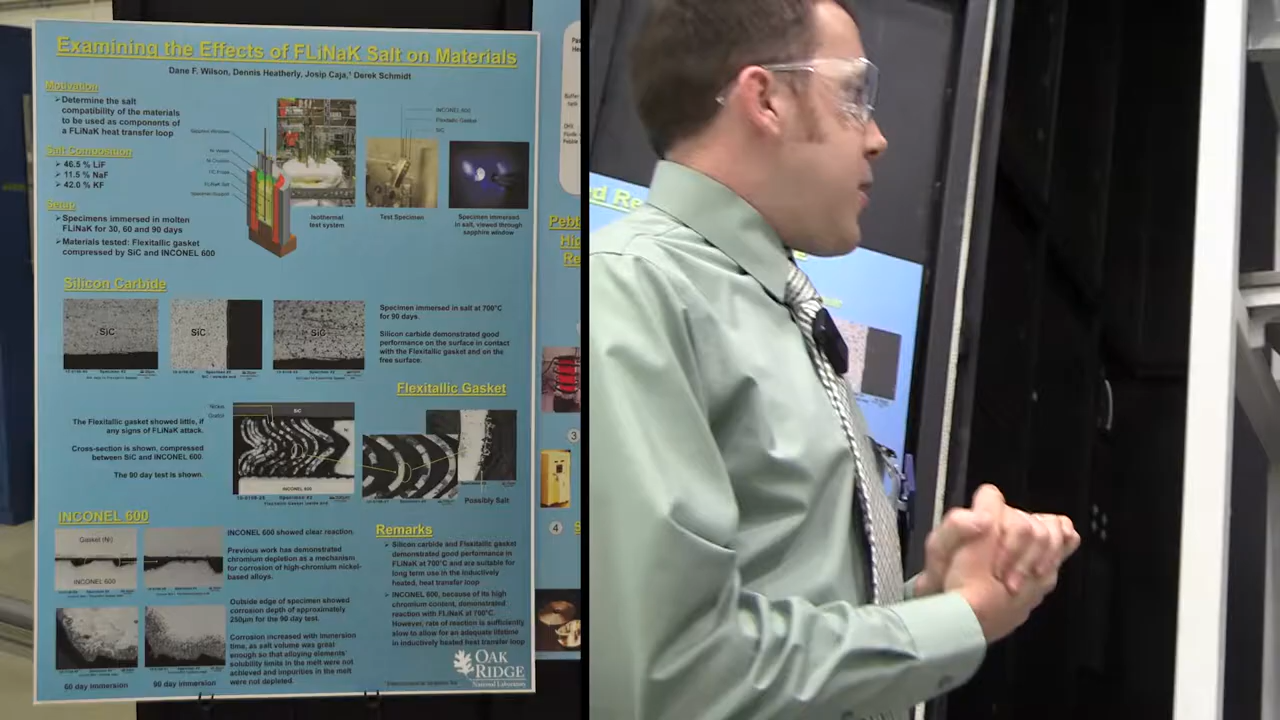 Examining the Effects of FLiNaK Salt on Materials
Dane F. Wilson, Dennis Heatherly, Josip Caja,¹ Derek Schmidt
Motivation
➢Determine the salt
compatibility of the materials
to be used as components of
a FLiNaK heat transfer loop
Salt Composition
➢ 46.5 % LiF
➢ 11.5 % NaF
➢ 42.0 % KF
Setup
➢ Specimens immersed in molten
FLiNaK for 30, 60 and 90 days
➢ Materials tested: Flexitallic gasket
compressed by SiC and INCONEL 600
Isothermal
test system
INCONEL 600
Flexitallic Gasket
SiC
Test Specimen
Specimen immersed
in salt, viewed through
sapphire window
Silicon Carbide
SiC
SiC
SiC
Specimen immersed in salt at 700°C
for 90 days.
Silicon carbide demonstrated good
performance on the surface in contact
with the Flexitallic gasket and on the
free surface.
Flexitallic Gasket
The Flexitallic gasket showed little, if
any signs of FLiNaK attack.
Cross-section is shown, compressed
between SiC and INCONEL 600.
The 90 day test is shown.
SiC
INCONEL 600
Possibly Salt
INCONEL 600
Gasket (Ni)
INCONEL 600
60 day immersion
90 day immersion
INCONEL 600 showed clear reaction.
Previous work has demonstrated
chromium depletion as a mechanism
for corrosion of high-chromium nickel-
based alloys.
Outside edge of specimen showed
corrosion depth of approximately
250µm for the 90 day test.
Corrosion increased with immersion
time, as salt volume was great
enough so that alloying elements'
solubility limits in the melt were not
achieved and impurities in the melt
were not depleted.
Remarks
➢ Silicon carbide and Flexitallic gasket
demonstrated good performance in
FLiNaK at 700°C and are suitable for
long term use in the inductively
heated, heat transfer loop
➢ INCONEL 600, because of its high
chromium content, demonstrated
reaction with FLiNaK at 700°C.
However, rate of reaction is sufficiently
slow to allow for an adequate lifetime
in inductively heated heat transfer loop
OAK
RIDGE
National Laboratory
3
4